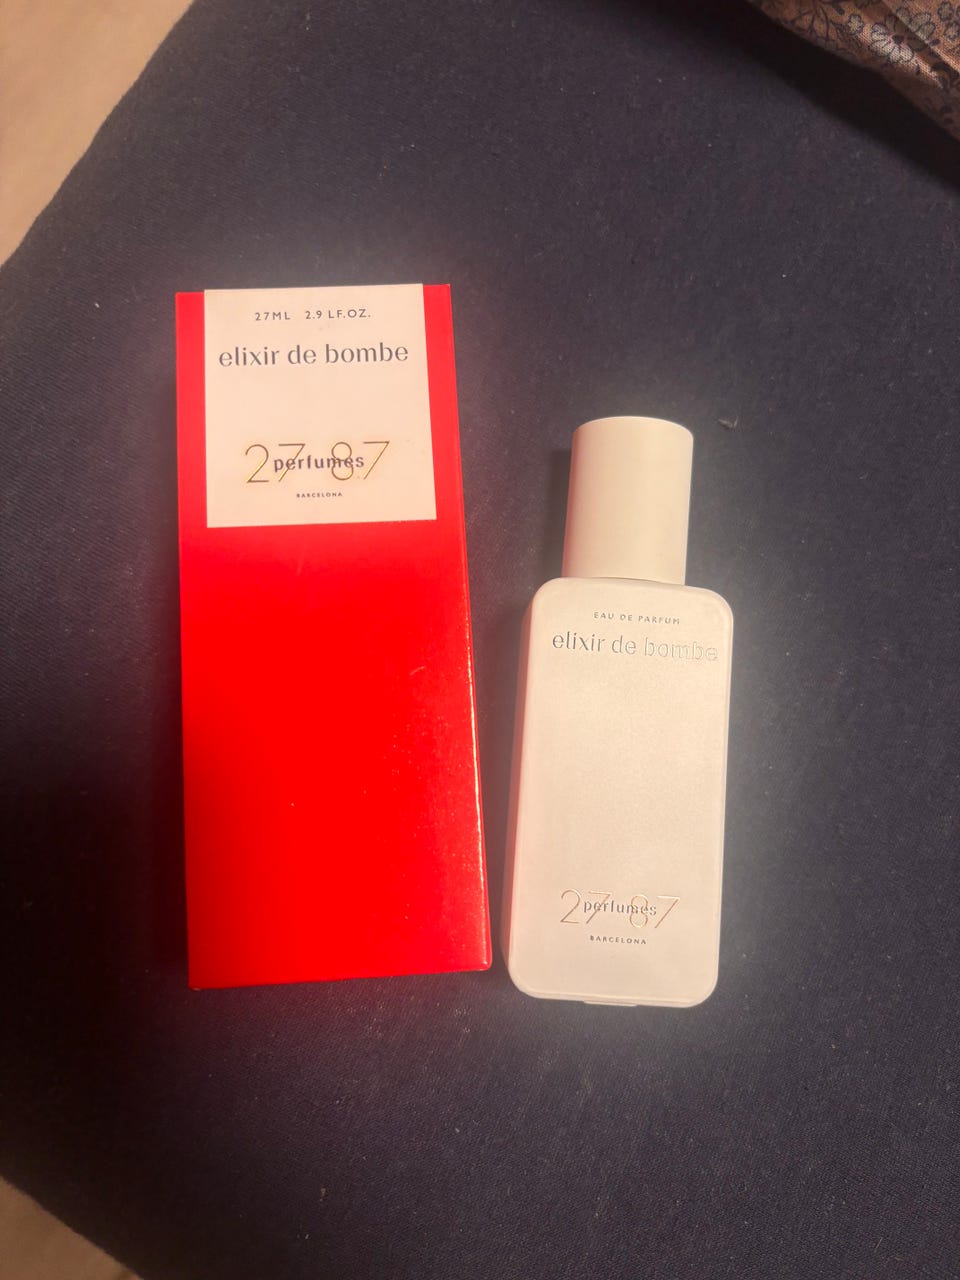 27ML 2.9 LF.OZ.
elixir de bombe
27 87
perfumes
BARCELONA
EAU DE PARFUM
elixir de bombe
27 87
perfumes
BARCELONA